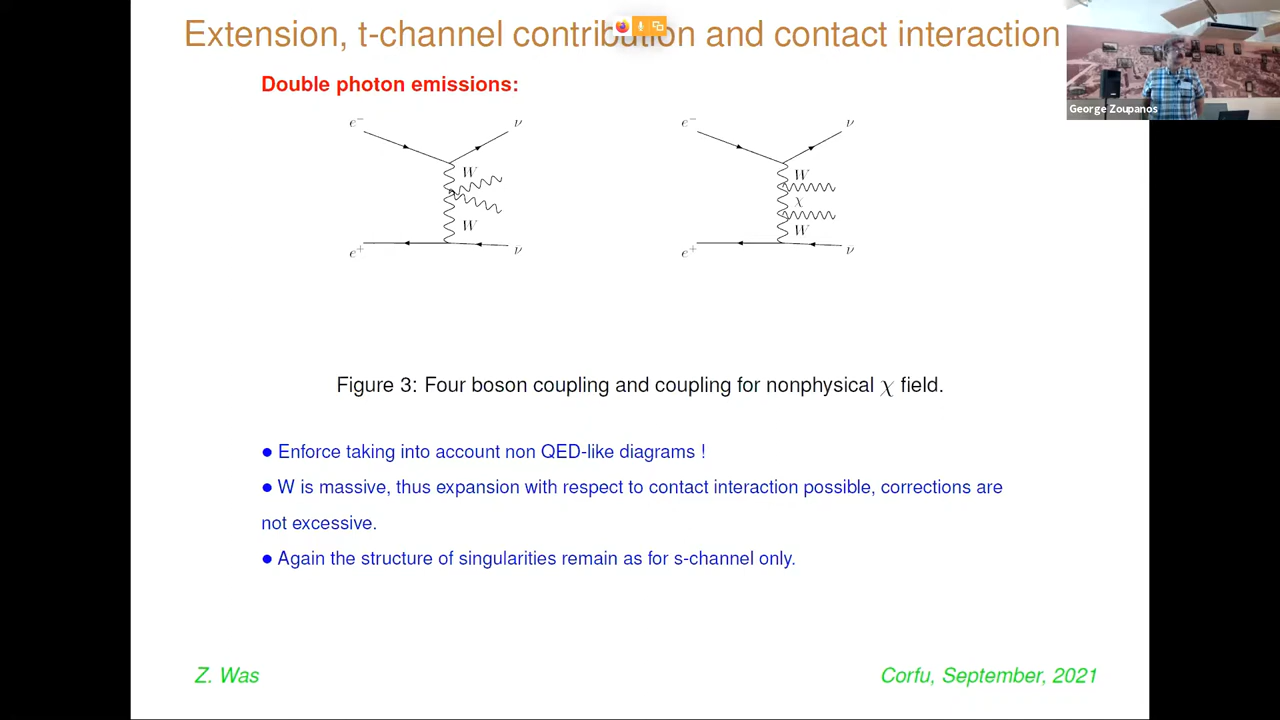 Extension, t-channel contribution and contact interaction
George Zoupanos
Double photon emissions:
e⁻ ν e⁻ ν
W W
χ
W W
e⁺ ν̄ e⁺ ν̄
Figure 3: Four boson coupling and coupling for nonphysical χ field.
● Enforce taking into account non QED-like diagrams !
● W is massive, thus expansion with respect to contact interaction possible, corrections are
not excessive.
● Again the structure of singularities remain as for s-channel only.
Z. Was
Corfu, September, 2021